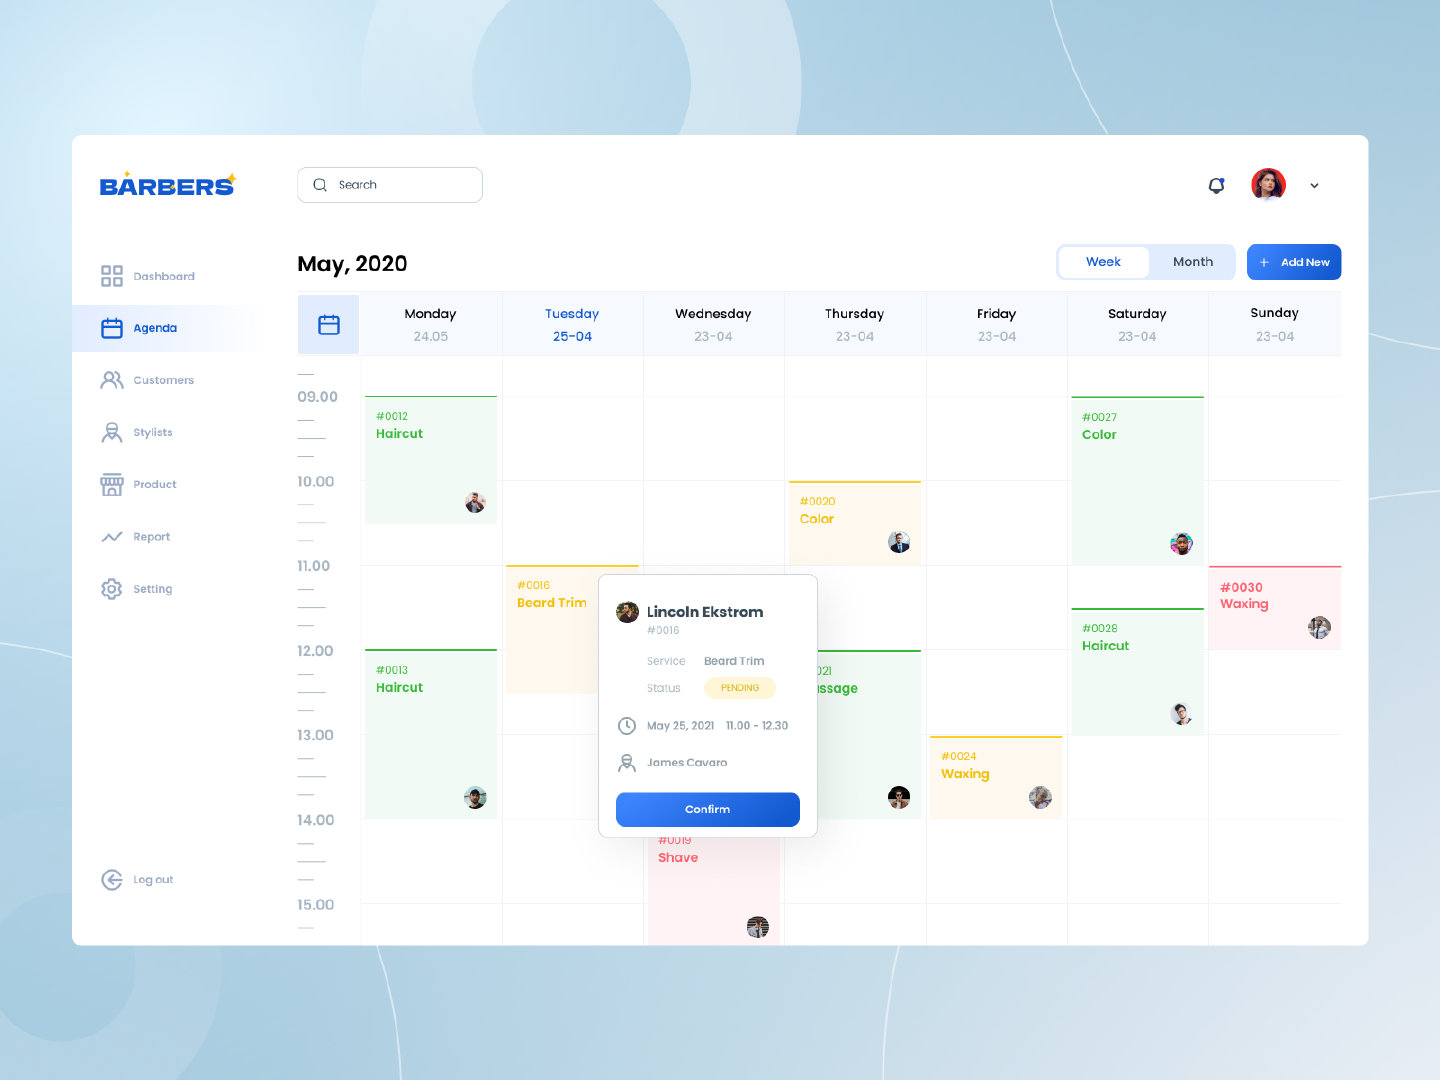 BARBERS
Search
Dashboard
Agenda
Customers
Stylists
Product
Report
Setting
Log out
May, 2020
Week
Month
+ Add New
Monday
24.05
Tuesday
25-04
Wednesday
23-04
Thursday
23-04
Friday
23-04
Saturday
23-04
Sunday
23-04
09.00
10.00
11.00
12.00
13.00
14.00
15.00
#0012
Haircut
#0013
Haircut
#0016
Beard Trim
Lincoln Ekstrom
#0016
Service Beard Trim
Status PENDING
May 25, 2021 11.00 - 12.30
James Cavaro
Confirm
#0019
Shave
#0020
Color
021
ssage
#0024
Waxing
#0027
Color
#0028
Haircut
#0030
Waxing